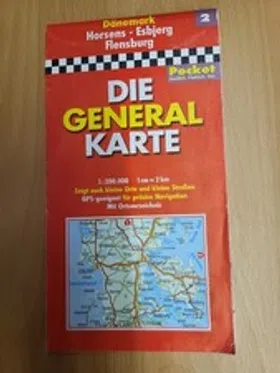 Dänemark
2
Horsens - Esbjerg
Flensburg
Pocket
DIE
GENERAL
KARTE
1:200.000 1 cm = 2 km
Zeigt auch kleine Orte und kleine Straßen
GPS-geeignet für präzise Navigation
Mit Ortsverzeichnis